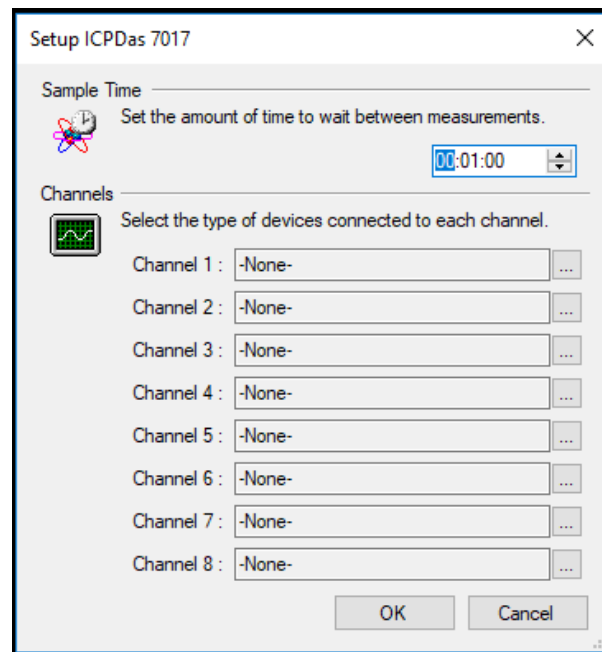 Setup ICPDas 7017
Sample Time
Set the amount of time to wait between measurements.
00:01:00
Channels
Select the type of devices connected to each channel.
Channel 1 : -None- ...
Channel 2 : -None- ...
Channel 3 : -None- ...
Channel 4 : -None- ...
Channel 5 : -None- ...
Channel 6 : -None- ...
Channel 7 : -None- ...
Channel 8 : -None- ...
OK Cancel